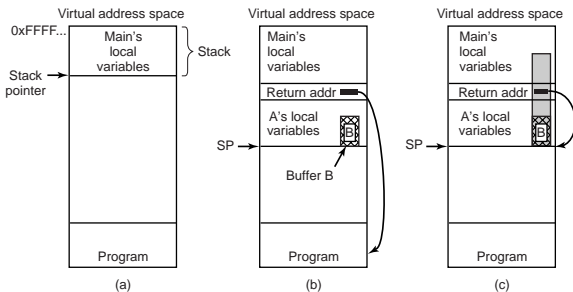 Virtual address space
0xFFFF...
Main's
local
variables
Stack
Stack
pointer
Program
(a)
Virtual address space
Main's
local
variables
Return addr
A's local
variables
B
SP
Buffer B
Program
(b)
Virtual address space
Main's
local
variables
Return addr
A's local
variables
B
SP
Program
(c)